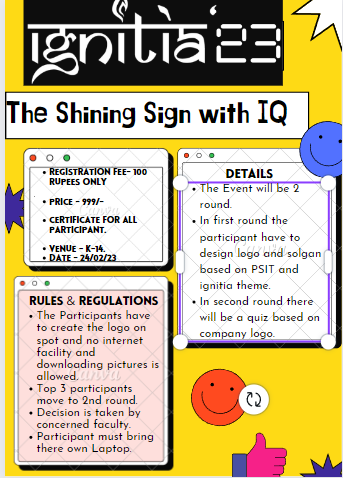 ignitia'23
The Shining Sign with IQ
• REGISTRATION FEE- 100
RUPEES ONLY
• PRICE - 999/-
• CERTIFICATE FOR ALL
PARTICIPANT.
• VENUE - K-14.
• DATE - 24/02/23
DETAILS
• The Event will be 2
round.
• In first round the
participant have to
design logo and solgan
based on PSIT and
ignitia theme.
• In second round there
will be a quiz based on
company logo.
RULES & REGULATIONS
• The Participants have
to create the logo on
spot and no internet
facility and
downloading pictures is
allowed.
• Top 3 participants
move to 2nd round.
• Decision is taken by
concerned faculty.
• Participant must bring
there own Laptop.